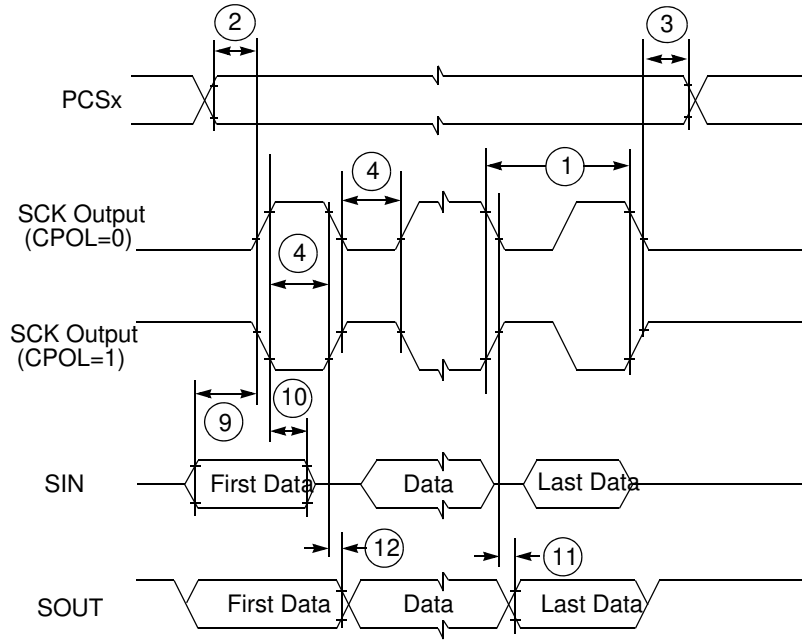 2
3
PCSx
4
1
SCK Output
(CPOL=0)
4
SCK Output
(CPOL=1)
9
10
SIN
First Data
Data
Last Data
12
11
SOUT
First Data
Data
Last Data